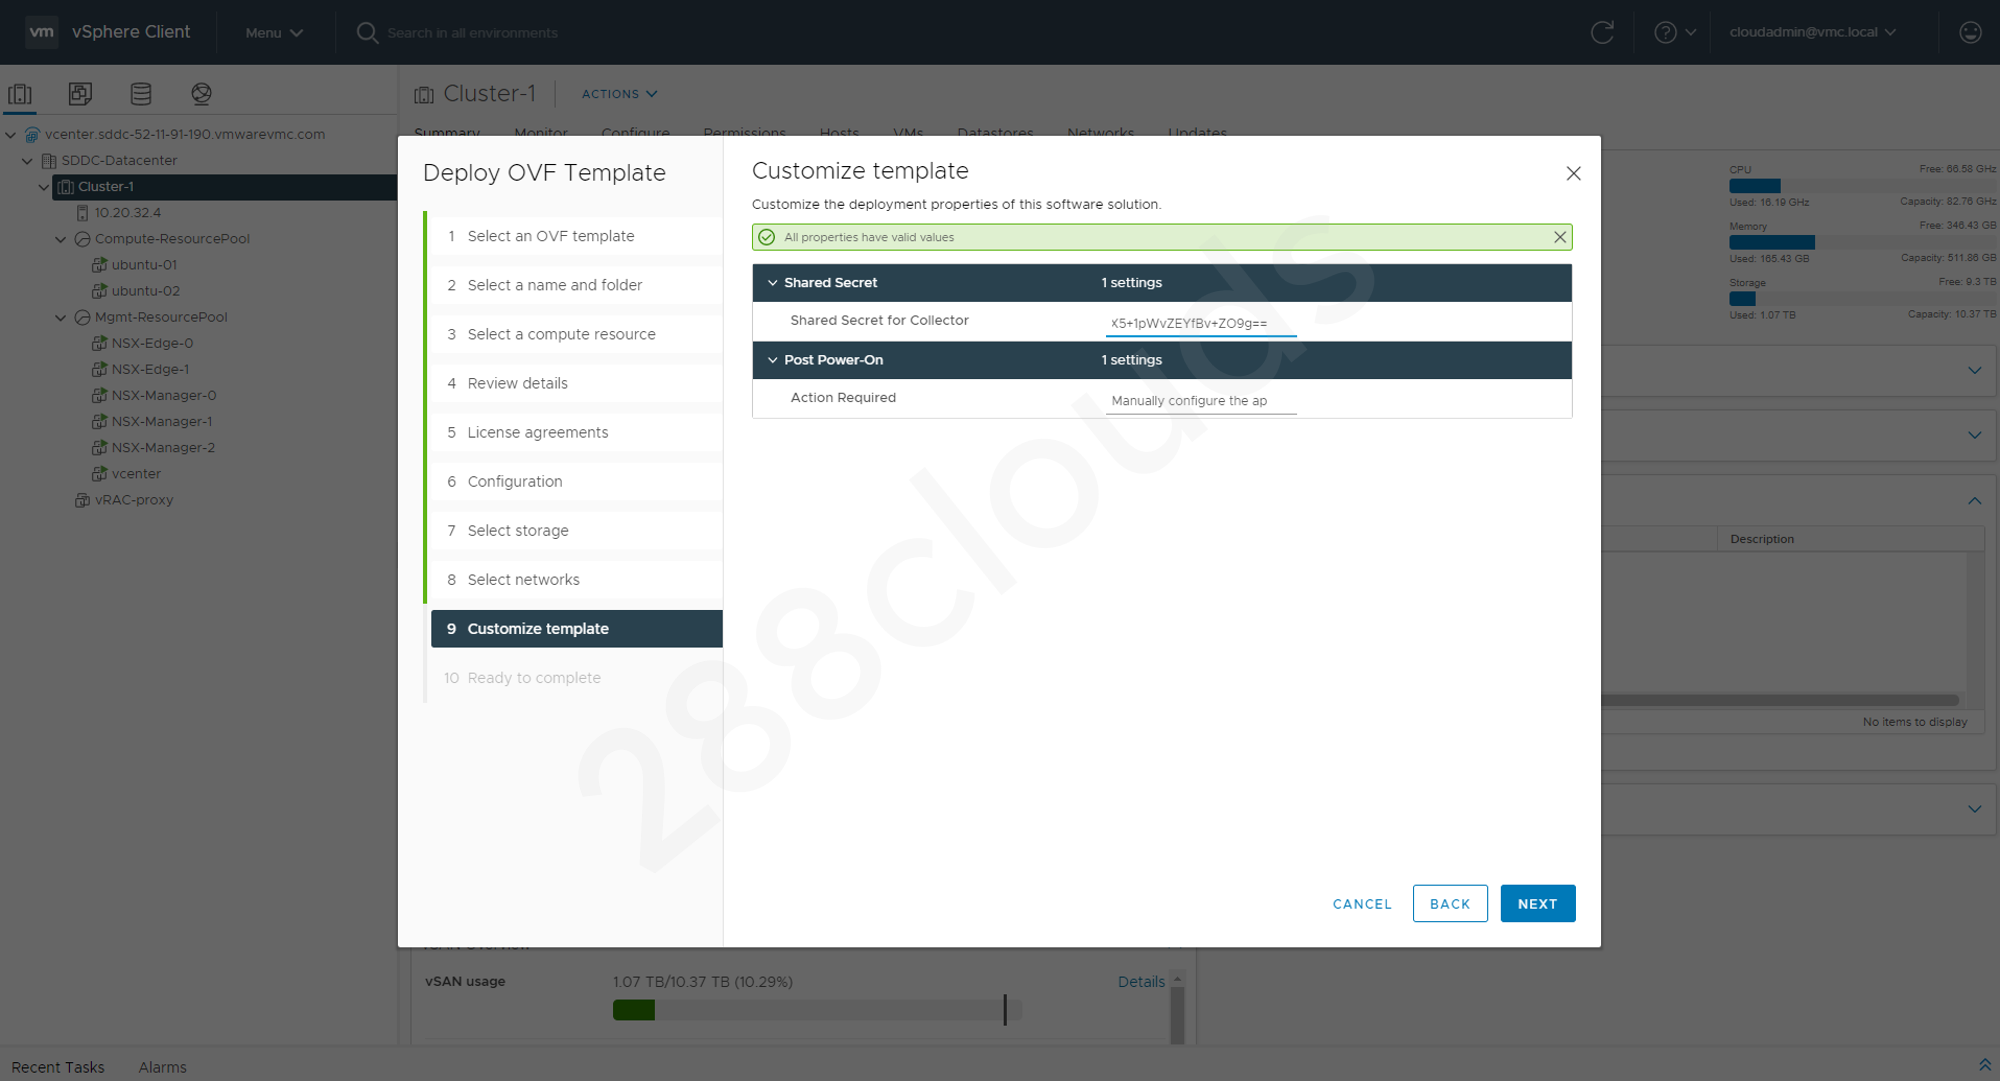 vm vSphere Client Menu Search in all environments cloudadmin@vmc.local
Cluster-1 ACTIONS
Summary Monitor Configure Permissions Hosts VMs Datastores Networks Updates
vcenter.sddc-52-11-91-190.vmwarevmc.com
SDDC-Datacenter
Cluster-1
10.20.32.4
Compute-ResourcePool
ubuntu-01
ubuntu-02
Mgmt-ResourcePool
NSX-Edge-0
NSX-Edge-1
NSX-Manager-0
NSX-Manager-1
NSX-Manager-2
vcenter
vRAC-proxy
Deploy OVF Template
1 Select an OVF template
2 Select a name and folder
3 Select a compute resource
4 Review details
5 License agreements
6 Configuration
7 Select storage
8 Select networks
9 Customize template
10 Ready to complete
Customize template
Customize the deployment properties of this software solution.
All properties have valid values
Shared Secret 1 settings
Shared Secret for Collector X5+1pWvZEYfBv+ZO9g==
Post Power-On 1 settings
Action Required Manually configure the ap
CANCEL BACK NEXT
288clouds
CPU Free: 66.58 GHz
Used: 16.19 GHz Capacity: 82.76 GHz
Memory Free: 346.43 GB
Used: 165.43 GB Capacity: 511.86 GB
Storage Free: 9.3 TB
Used: 1.07 TB Capacity: 10.37 TB
Description
No items to display
vSAN usage 1.07 TB/10.37 TB (10.29%) Details
Recent Tasks Alarms